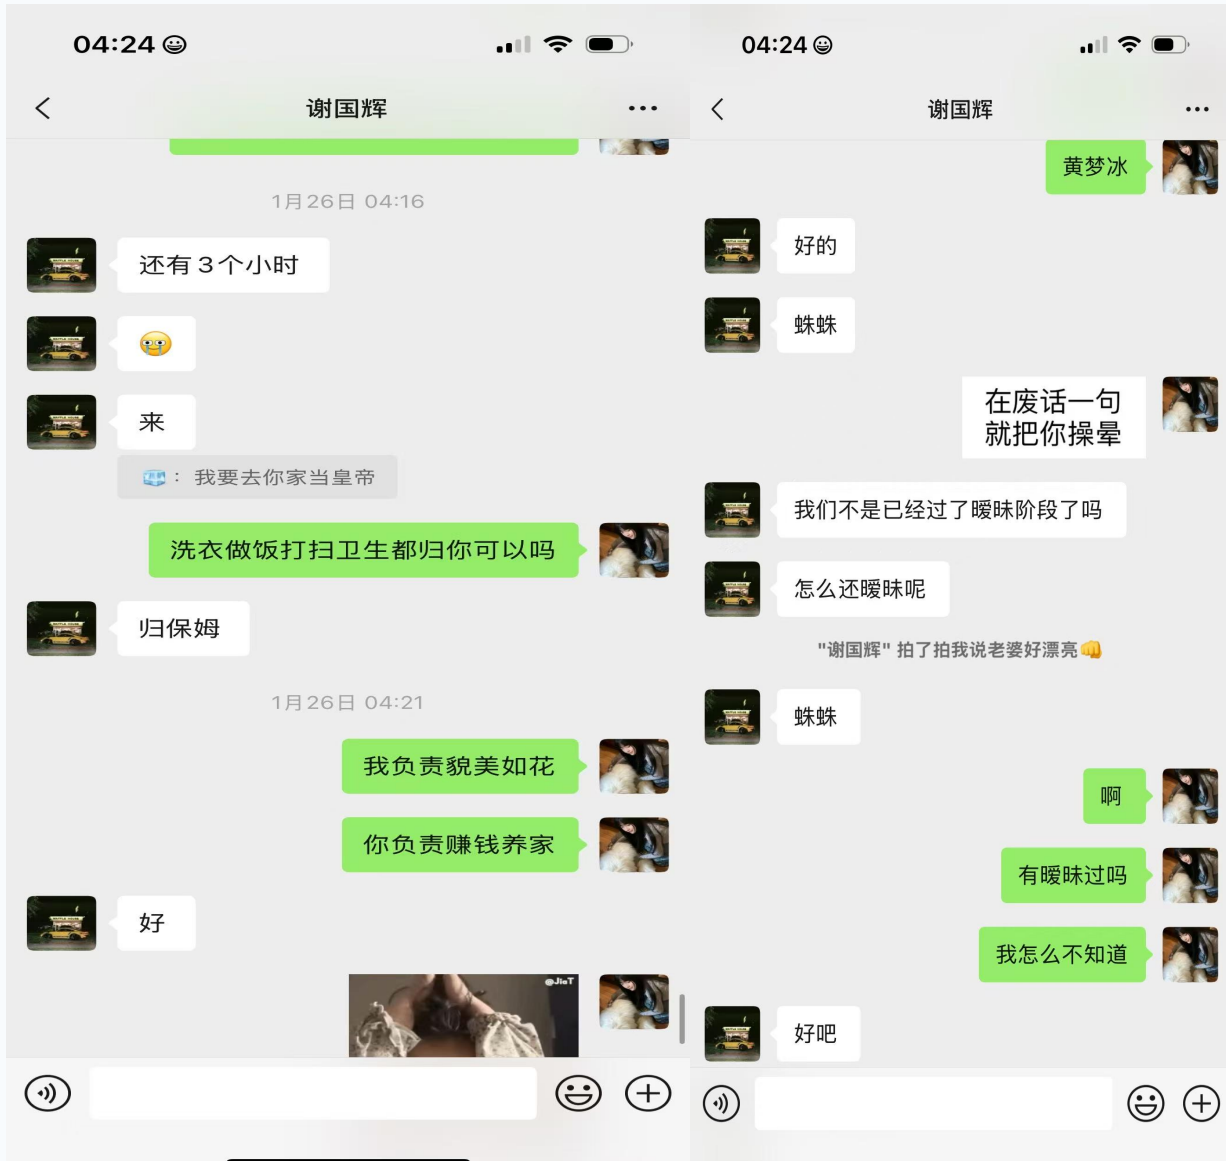 04:24
谢国辉
1月26日 04:16
还有3个小时
来
：我要去你家当皇帝
洗衣做饭打扫卫生都归你可以吗
归保姆
1月26日 04:21
我负责貌美如花
你负责赚钱养家
好
@JieT
04:24
谢国辉
黄梦冰
好的
蛛蛛
在废话一句
就把你操晕
我们不是已经过了暧昧阶段了吗
怎么还暧昧呢
"谢国辉" 拍了拍我说老婆好漂亮
蛛蛛
啊
有暧昧过吗
我怎么不知道
好吧